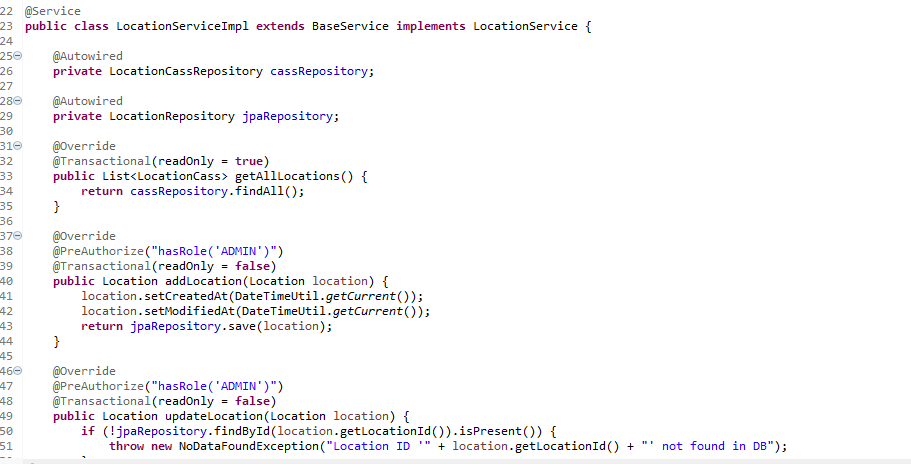 22 @Service
23 public class LocationServiceImpl extends BaseService implements LocationService {
24
25 @Autowired
26 private LocationCassRepository cassRepository;
27
28 @Autowired
29 private LocationRepository jpaRepository;
30
31 @Override
32 @Transactional(readOnly = true)
33 public List<LocationCass> getAllLocations() {
34 return cassRepository.findAll();
35 }
36
37 @Override
38 @PreAuthorize("hasRole('ADMIN')")
39 @Transactional(readOnly = false)
40 public Location addLocation(Location location) {
41 location.setCreatedAt(DateTimeUtil.getCurrent());
42 location.setModifiedAt(DateTimeUtil.getCurrent());
43 return jpaRepository.save(location);
44 }
45
46 @Override
47 @PreAuthorize("hasRole('ADMIN')")
48 @Transactional(readOnly = false)
49 public Location updateLocation(Location location) {
50 if (!jpaRepository.findById(location.getLocationId()).isPresent()) {
51 throw new NoDataFoundException("Location ID '" + location.getLocationId() + "' not found in DB");